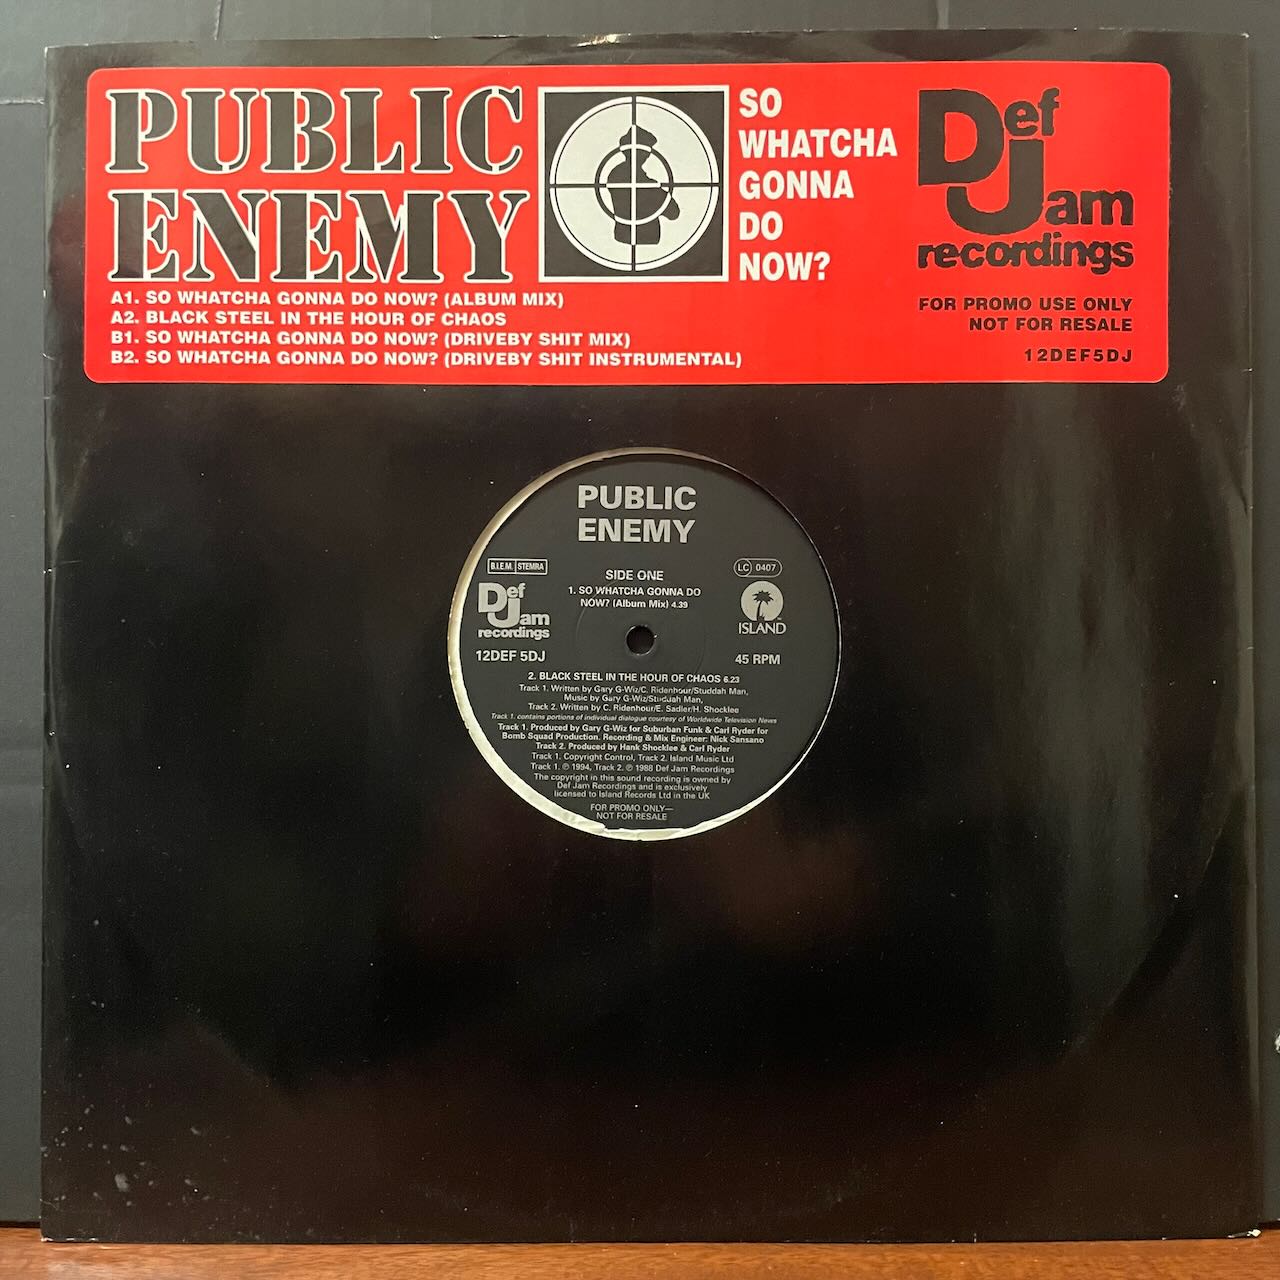 PUBLIC
ENEMY
SO
WHATCHA
GONNA
DO
NOW?
Def
Jam
recordings
A1. SO WHATCHA GONNA DO NOW? (ALBUM MIX)
A2. BLACK STEEL IN THE HOUR OF CHAOS
B1. SO WHATCHA GONNA DO NOW? (DRIVEBY SHIT MIX)
B2. SO WHATCHA GONNA DO NOW? (DRIVEBY SHIT INSTRUMENTAL)
FOR PROMO USE ONLY
NOT FOR RESALE
12DEF5DJ
PUBLIC
ENEMY
B.I.E.M. STEMRA
LC 0407
SIDE ONE
1. SO WHATCHA GONNA DO
NOW? (Album Mix) 4.39
Def
Jam
recordings
ISLAND
12DEF 5DJ
45 RPM
2. BLACK STEEL IN THE HOUR OF CHAOS 6.23
Track 1. Written by Gary G-Wiz/C. Ridenhour/Studdah Man,
Music by Gary G-Wiz/Studdah Man,
Track 2. Written by C. Ridenhour/E. Sadler/H. Shocklee
Track 1. contains portions of individual dialogue courtesy of Worldwide Television News
Track 1. Produced by Gary G-Wiz for Suburban Funk & Carl Ryder for
Bomb Squad Production. Recording & Mix Engineer: Nick Sansano
Track 2. Produced by Hank Shocklee & Carl Ryder
Track 1. Copyright Control, Track 2. Island Music Ltd
Track 1. ℗ 1994, Track 2. ℗ 1988 Def Jam Recordings
The copyright in this sound recording is owned by
Def Jam Recordings and is exclusively
licensed to Island Records Ltd in the UK
FOR PROMO ONLY—
NOT FOR RESALE